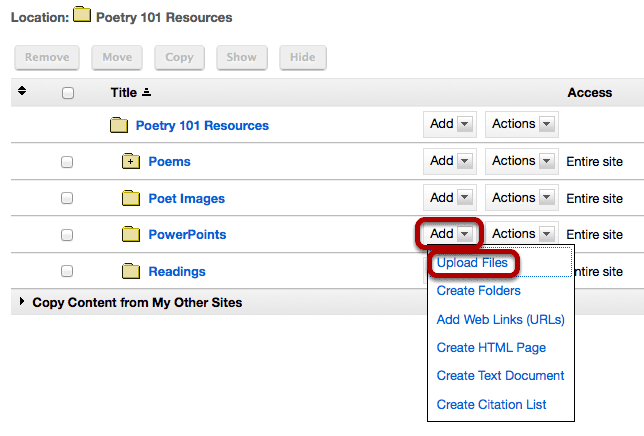 Location: Poetry 101 Resources
Remove Move Copy Show Hide
Title Access
Poetry 101 Resources Add Actions
Poems Add Actions Entire site
Poet Images Add Actions Entire site
PowerPoints Add Actions Entire site
Readings Entire site
Upload Files
Create Folders
Add Web Links (URLs)
Create HTML Page
Create Text Document
Create Citation List
Copy Content from My Other Sites